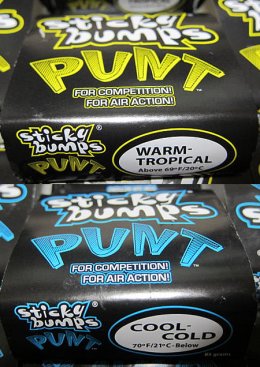 sticky
bumps
PUNT
FOR COMPETITION!
FOR AIR ACTION!
sticky
bumps
PUNT
WARM-
TROPICAL
Above 69°F/20°C
sticky
bumps
PUNT
FOR COMPETITION!
FOR AIR ACTION!
sticky
bumps
PUNT
COOL-
COLD
70°F/21°C-Below